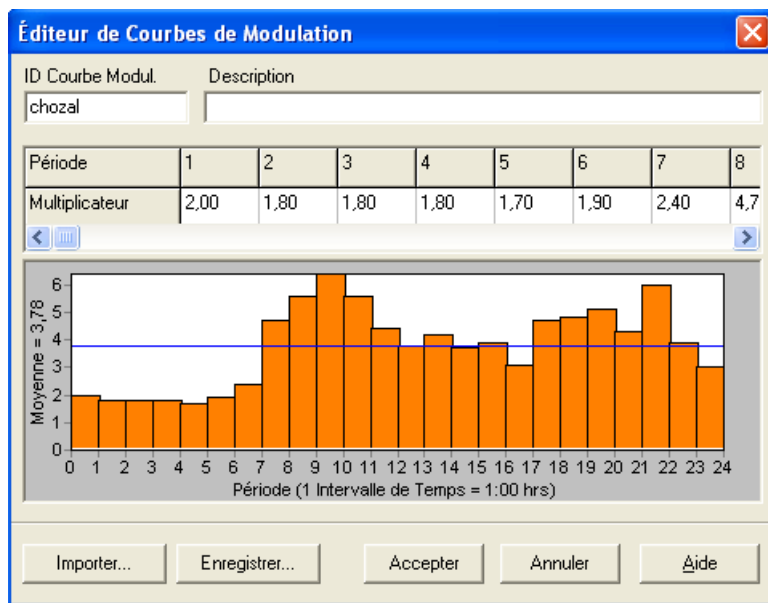 Éditeur de Courbes de Modulation
ID Courbe Modul. Description
chozal
Période 1 2 3 4 5 6 7 8
Multiplicateur 2,00 1,80 1,80 1,80 1,70 1,90 2,40 4,7
6
5
4
3
2
1
0
Moyenne = 3,78
0 1 2 3 4 5 6 7 8 9 10 11 12 13 14 15 16 17 18 19 20 21 22 23 24
Période (1 Intervalle de Temps = 1:00 hrs)
Importer... Enregistrer... Accepter Annuler Aide